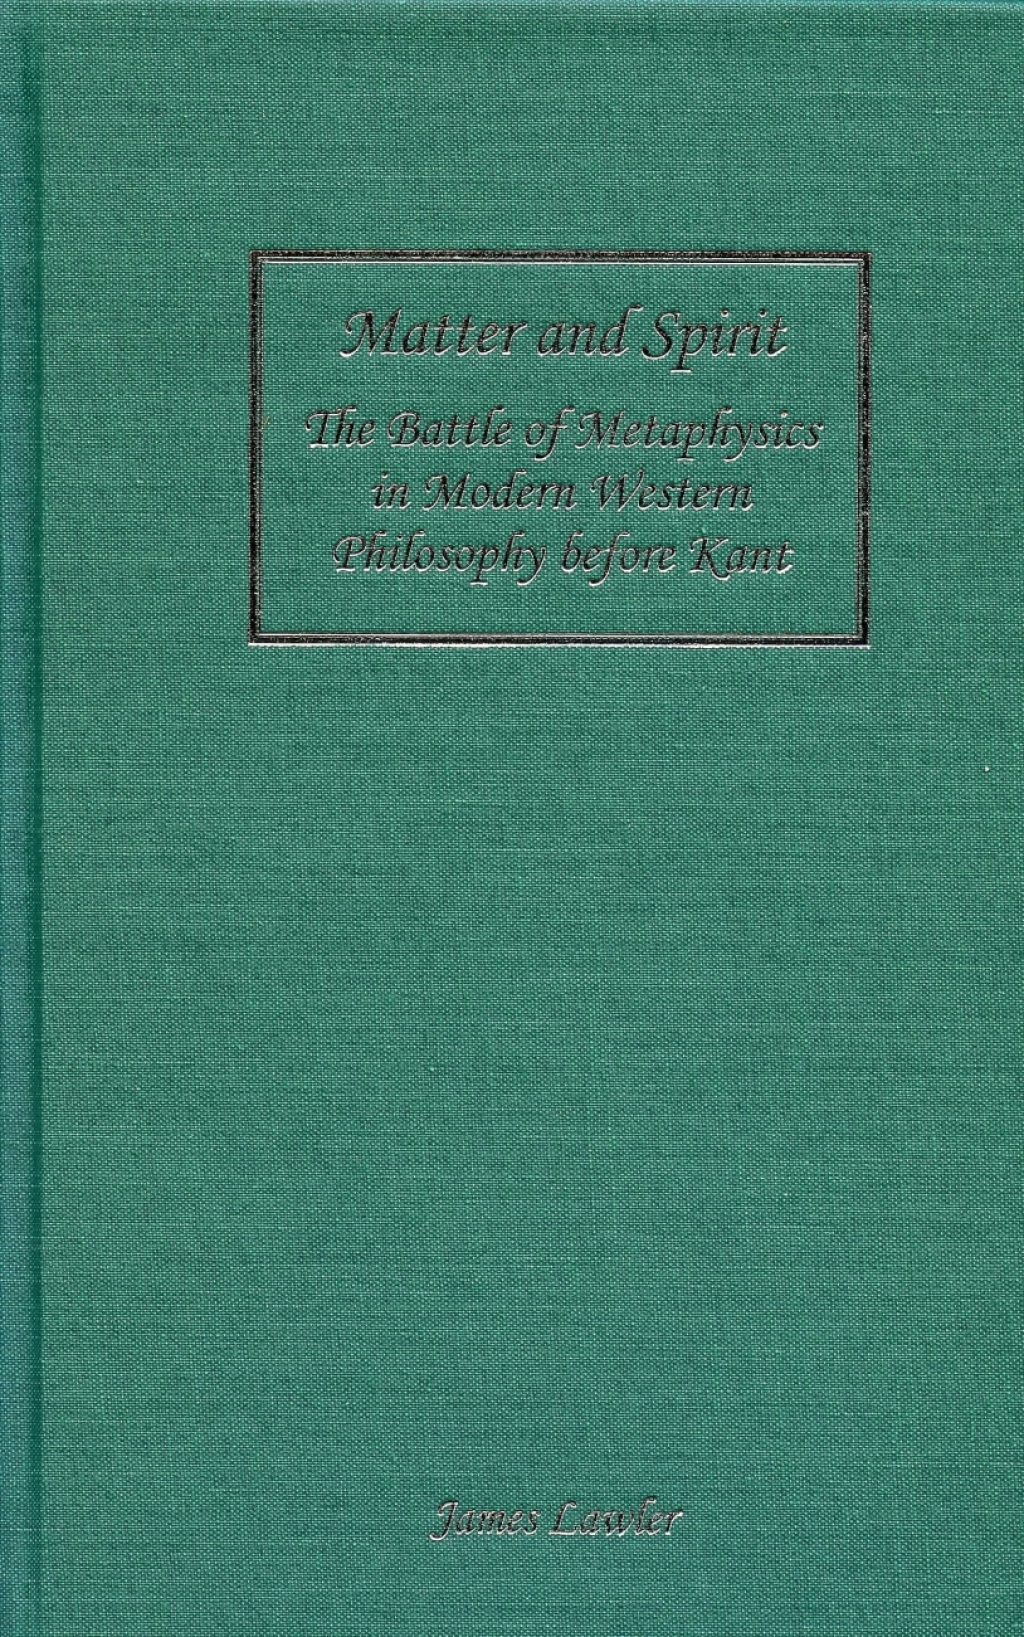 Matter and Spirit
The Battle of Metaphysics
in Modern Western
Philosophy before Kant
James Lawler